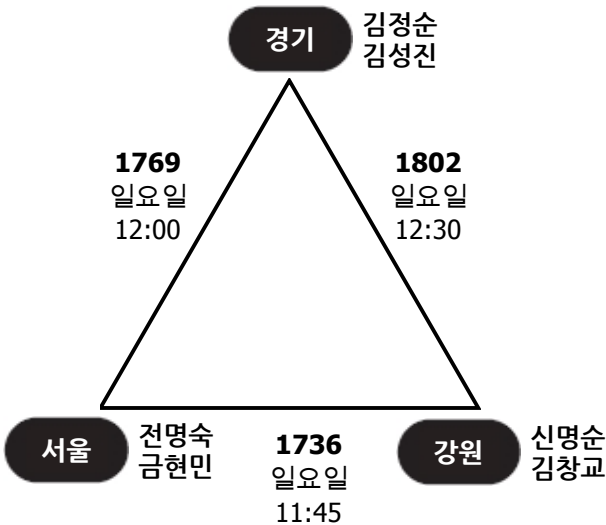 경기
김정순
김성진
1769
일요일
12:00
1802
일요일
12:30
서울
전명숙
금현민
1736
일요일
11:45
강원
신명순
김창교